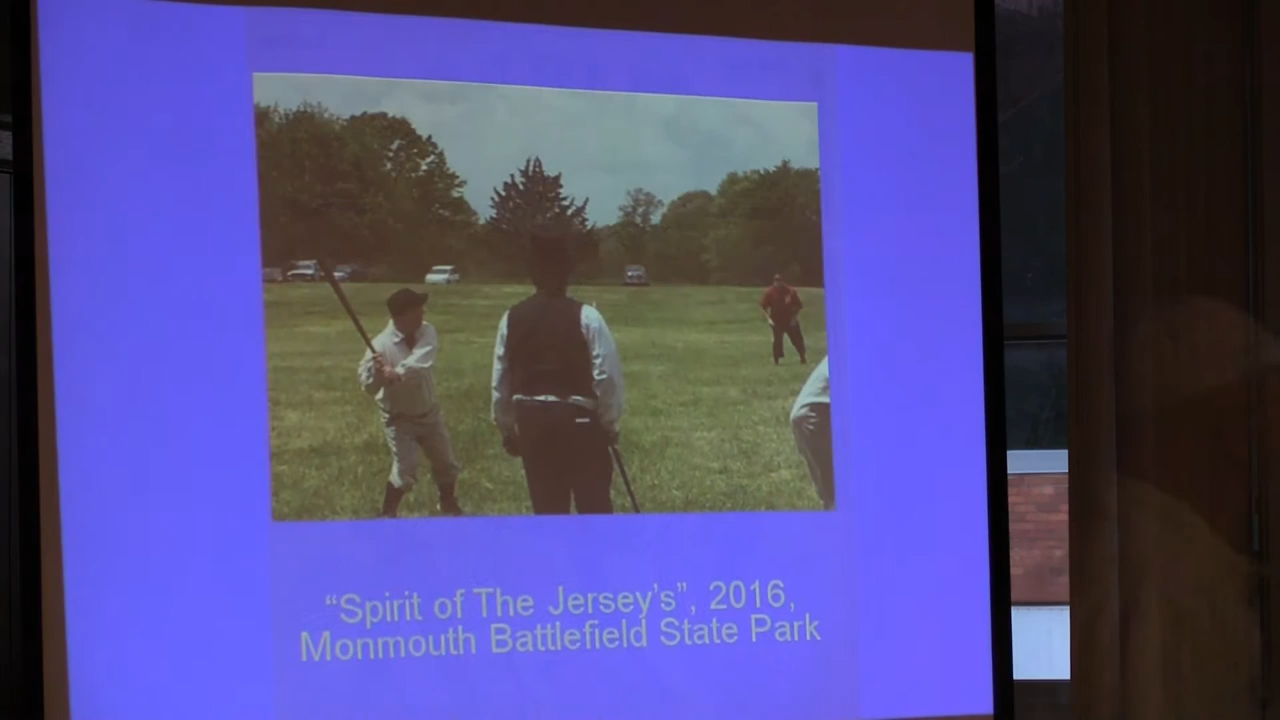 “Spirit of The Jersey’s”, 2016,
Monmouth Battlefield State Park